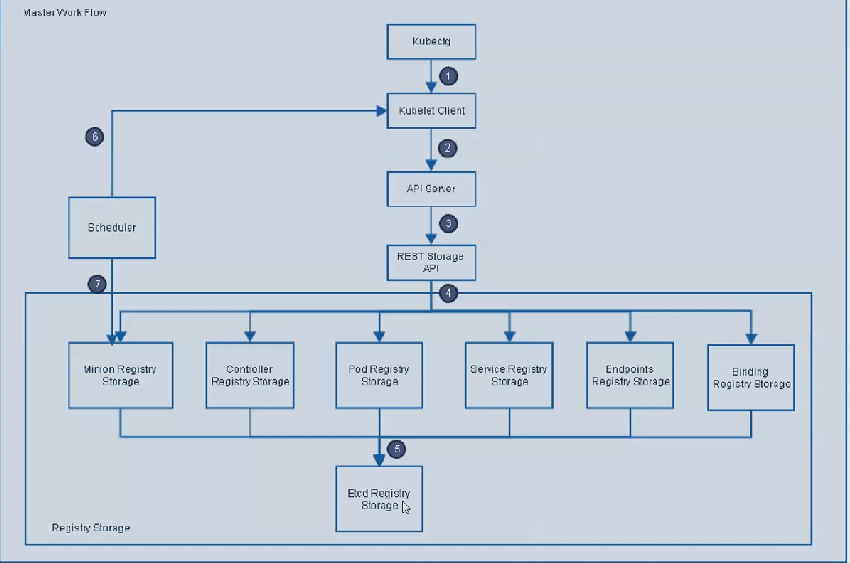 Master Work Flow
Kubecfg
1
Kubelet Client
6
2
API Server
Scheduler
3
REST Storage
API
7
4
Minion Registry
Storage
Controller
Registry Storage
Pod Registry
Storage
Service Registry
Storage
Endpoints
Registry Storage
Binding
Registry Storage
5
Etcd Registry
Storage
Registry Storage